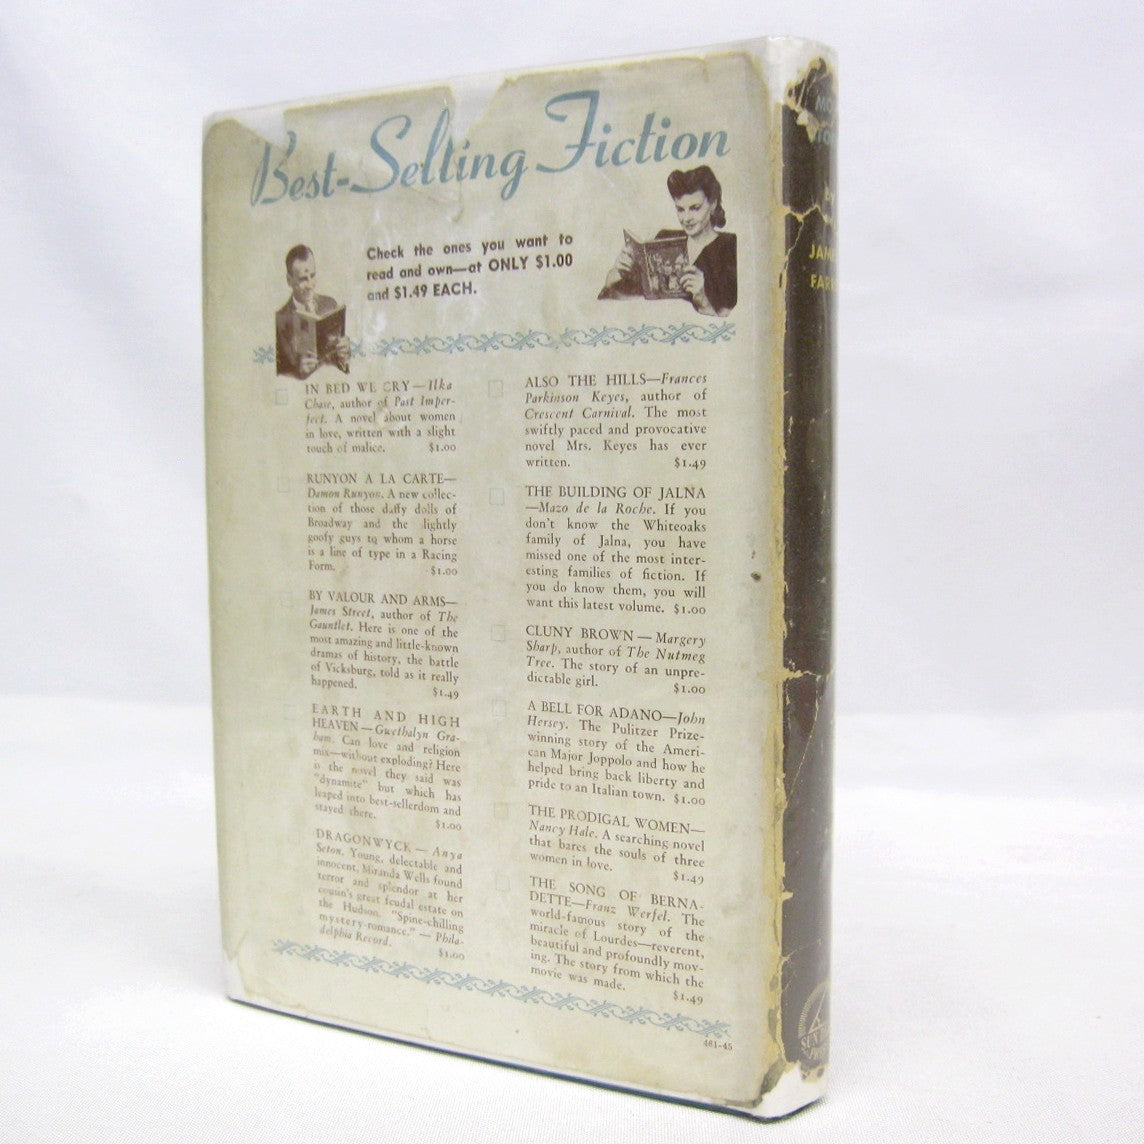 Best-Selling Fiction
Check the ones you want to
read and own—at ONLY $1.00
and $1.49 EACH.
IN BED WE CRY—Ilka
Chase, author of Past Imper-
fect. A novel about women
in love, written with a slight
touch of malice. $1.00
RUNYON A LA CARTE—
Damon Runyon. A new collec-
tion of those daffy dolls of
Broadway and the lightly
goofy guys to whom a horse
is a line of type in a Racing
Form. $1.00
BY VALOUR AND ARMS—
James Street, author of The
Gauntlet. Here is one of the
most amazing and little-known
dramas of history, the battle
of Vicksburg, told as it really
happened. $1.49
EARTH AND HIGH
HEAVEN—Gwethalyn Gra-
ham. Can love and religion
mix—without exploding? Here
is the novel they said was
"dynamite" but which has
leaped into best-sellerdom and
stayed there. $1.00
DRAGONWYCK—Anya
Seton. Young, delectable and
innocent, Miranda Wells found
terror and splendor at her
cousin's great feudal estate on
the Hudson. "Spine-chilling
mystery-romance."—Phila-
delphia Record. $1.00
ALSO THE HILLS—Frances
Parkinson Keyes, author of
Crescent Carnival. The most
swiftly paced and provocative
novel Mrs. Keyes has ever
written. $1.49
THE BUILDING OF JALNA
—Mazo de la Roche. If you
don't know the Whiteoaks
family of Jalna, you have
missed one of the most inter-
esting families of fiction. If
you do know them, you will
want this latest volume. $1.00
CLUNY BROWN—Margery
Sharp, author of The Nutmeg
Tree. The story of an unpre-
dictable girl. $1.00
A BELL FOR ADANO—John
Hersey. The Pulitzer Prize-
winning story of the Ameri-
can Major Joppolo and how he
helped bring back liberty and
pride to an Italian town. $1.00
THE PRODIGAL WOMEN—
Nancy Hale. A searching novel
that bares the souls of three
women in love. $1.49
THE SONG OF BERNA-
DETTE—Franz Werfel. The
world-famous story of the
miracle of Lourdes—reverent,
beautiful and profoundly mov-
ing. The story from which the
movie was made. $1.49
461-45
JAM
FAR
SUN